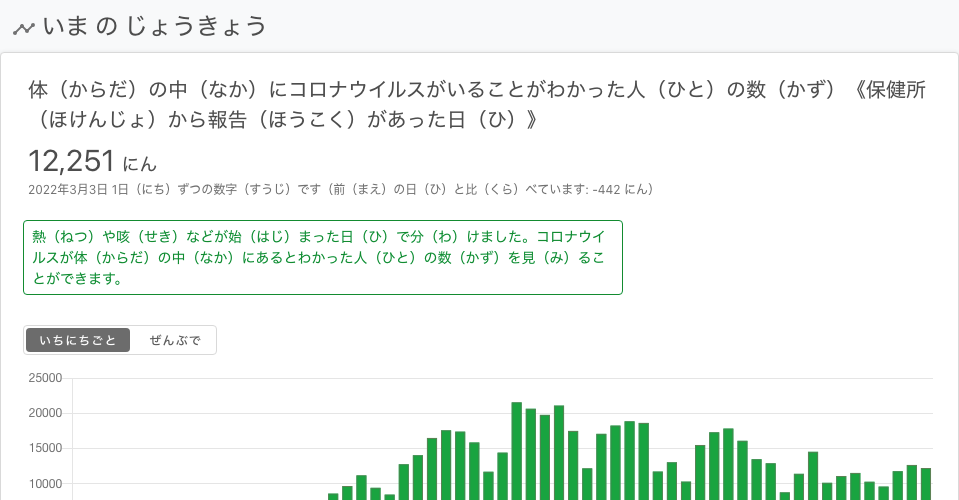 いま の じょうきょう
体（からだ）の中（なか）にコロナウイルスがいることがわかった人（ひと）の数（かず）《保健所
（ほけんじょ）から報告（ほうこく）があった日（ひ）》
12,251 にん
2022年3月3日 1日（にち）ずつの数字（すうじ）です（前（まえ）の日（ひ）と比（くら）べています: -442 にん）
熱（ねつ）や咳（せき）などが始（はじ）まった日（ひ）で分（わ）けました。コロナウイ
ルスが体（からだ）の中（なか）にあるとわかった人（ひと）の数（かず）を見（み）るこ
とができます。
いちにちごと ぜんぶで
25000
20000
15000
10000